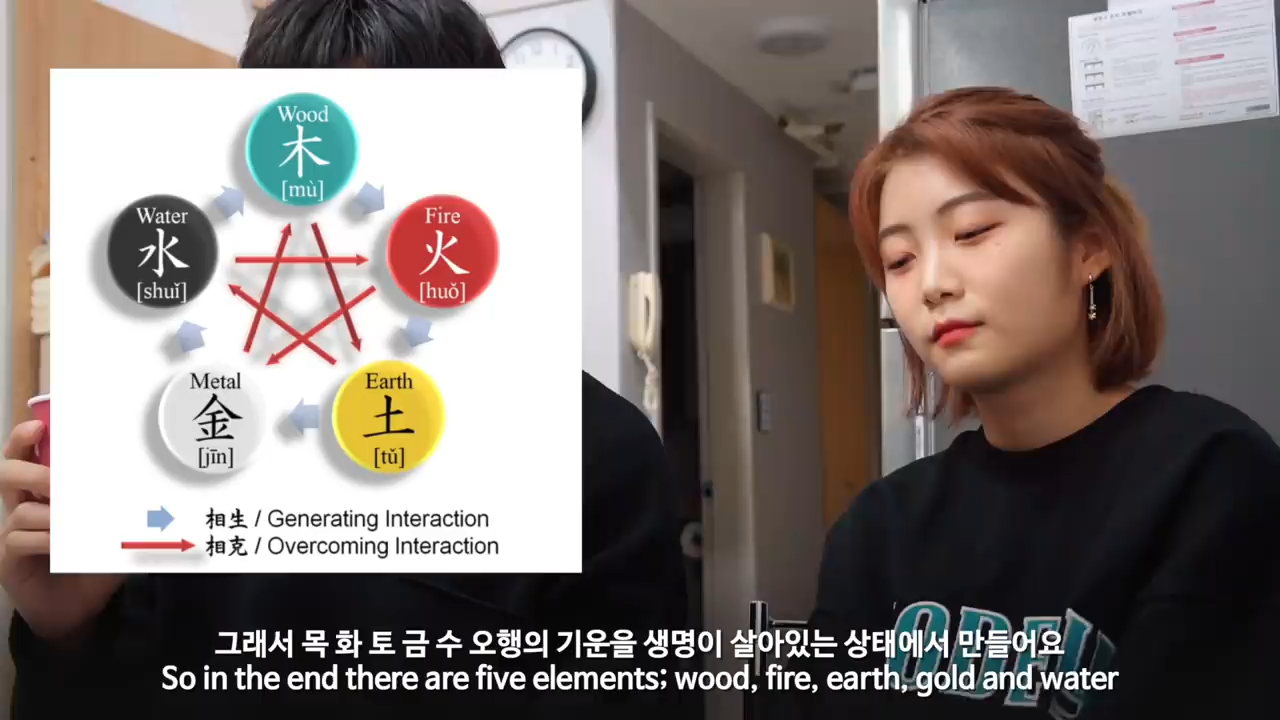 Wood
木
[mù]
Water
水
[shuǐ]
Fire
火
[huǒ]
Metal
金
[jīn]
Earth
土
[tǔ]
相生 / Generating Interaction
相克 / Overcoming Interaction
OBEY
그래서 목 화 토 금 수 오행의 기운을 생명이 살아있는 상태에서 만들어요
So in the end there are five elements; wood, fire, earth, gold and water